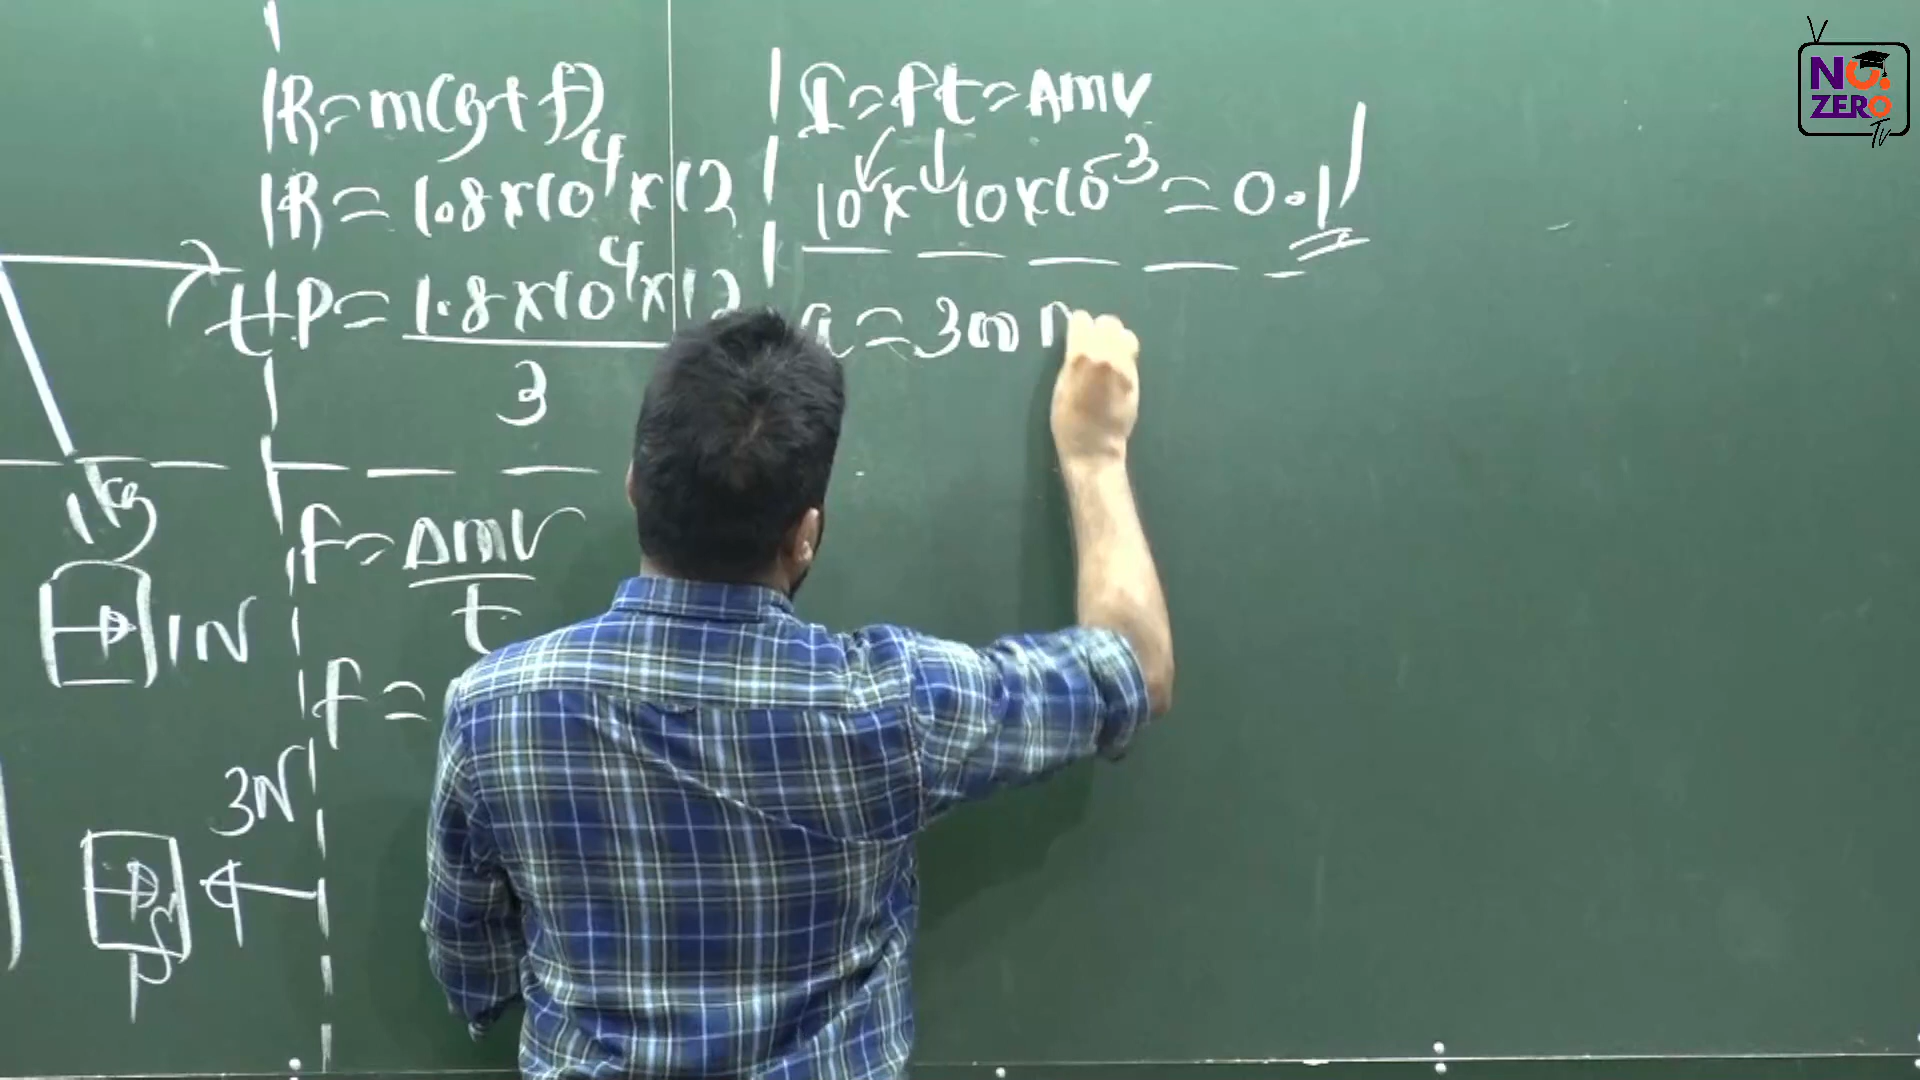 R=m(g+f)
R=1.8×10⁴×12
P=1.8×10⁴×12
3
F=Δmv
t
F=
1kg
1N
3N
I=Ft=Δmv
10×10×10⁻³=0.1
a=300
NO.
ZERO
TV